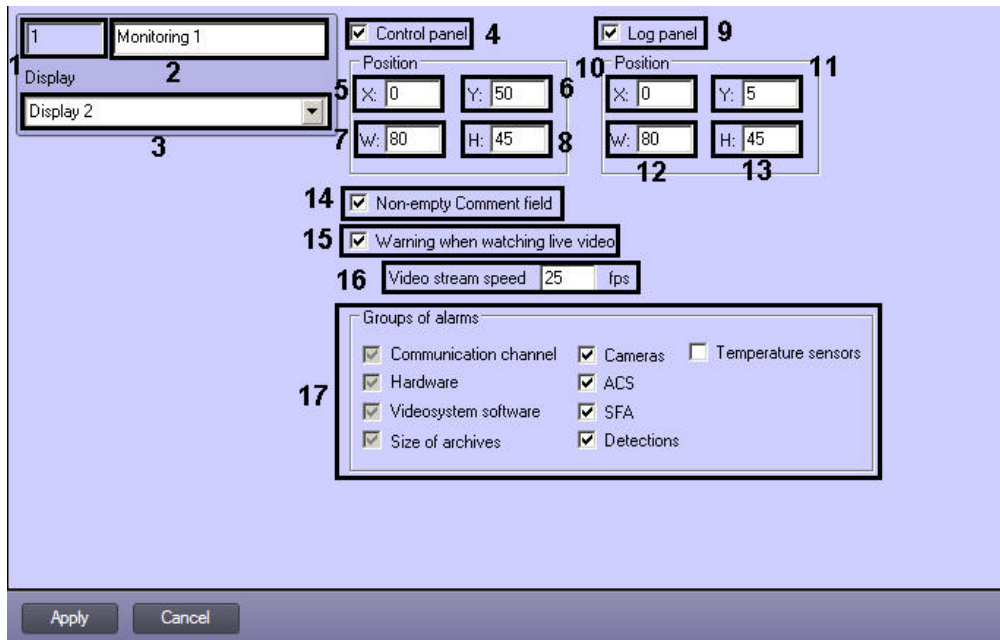 1 Monitoring 1
1 2
Display
Display 2
3
Control panel 4
Position
5 X: 0 Y: 50 6
7 W: 80 H: 45 8
Log panel 9
10 Position 11
X: 0 Y: 5
W: 80 H: 45
12 13
14 Non-empty Comment field
15 Warning when watching live video
16 Video stream speed 25 fps
Groups of alarms
Communication channel Cameras Temperature sensors
Hardware ACS
17
Videosystem software SFA
Size of archives Detections
Apply Cancel